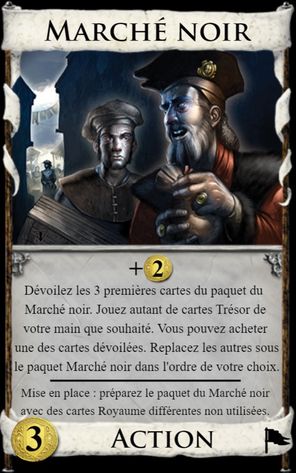 MARCHÉ NOIR
+2
Dévoilez les 3 premières cartes du paquet du
Marché noir. Jouez autant de cartes Trésor de
votre main que souhaité. Vous pouvez acheter
une des cartes dévoilées. Replacez les autres sous
le paquet Marché noir dans l'ordre de votre choix.
Mise en place : préparez le paquet du Marché noir
avec des cartes Royaume différentes non utilisées.
3 ACTION